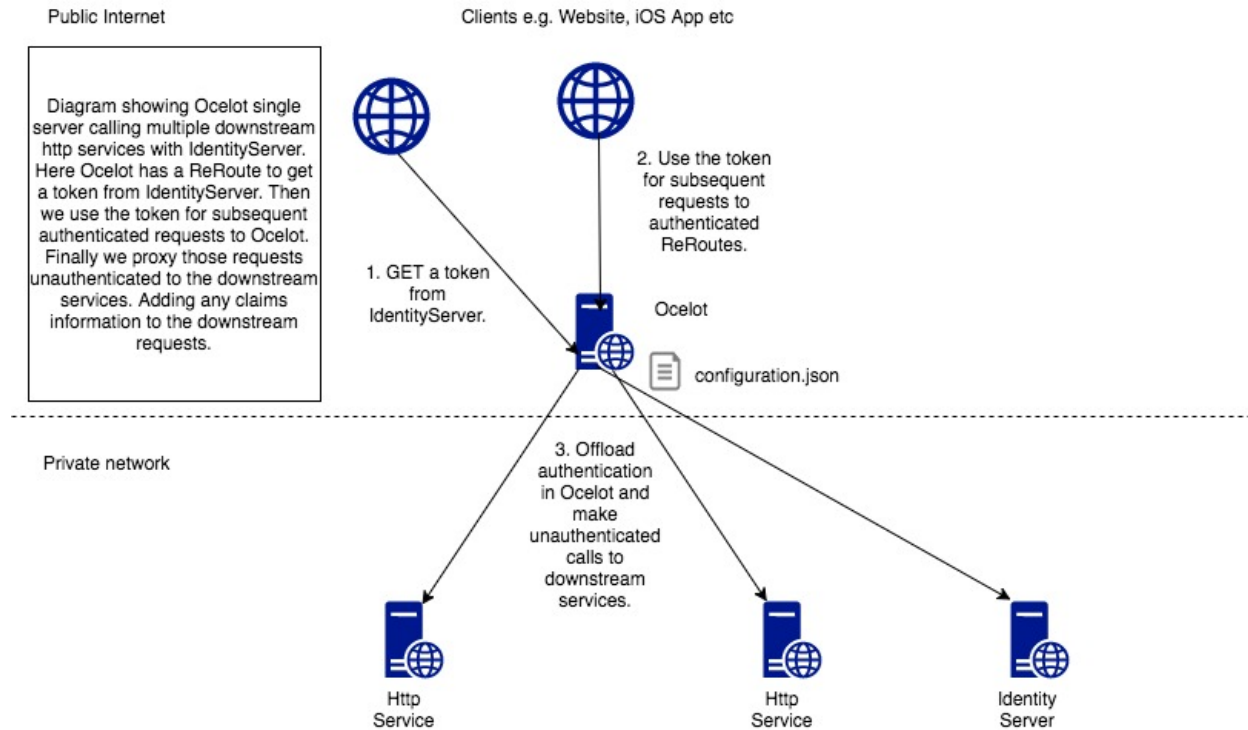 Public Internet
Clients e.g. Website, iOS App etc
Diagram showing Ocelot single
server calling multiple downstream
http services with IdentityServer.
Here Ocelot has a ReRoute to get
a token from IdentityServer. Then
we use the token for subsequent
authenticated requests to Ocelot.
Finally we proxy those requests
unauthenticated to the downstream
services. Adding any claims
information to the downstream
requests.
2. Use the token
for subsequent
requests to
authenticated
ReRoutes.
1. GET a token
from
IdentityServer.
Ocelot
configuration.json
Private network
3. Offload
authentication
in Ocelot and
make
unauthenticated
calls to
downstream
services.
Http
Service
Http
Service
Identity
Server